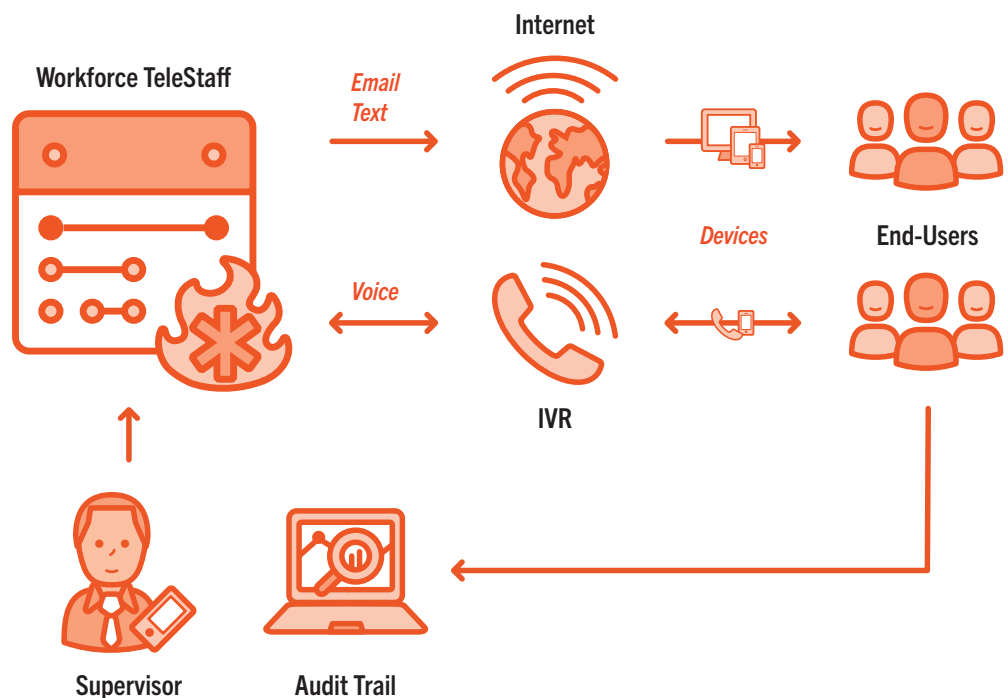 Internet
Workforce TeleStaff
Email
Text
Devices
End-Users
Voice
IVR
Supervisor
Audit Trail